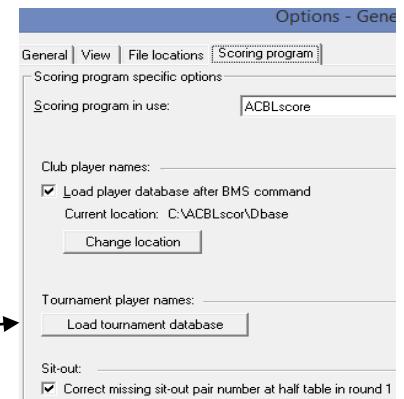 Options - Gene
General View File locations Scoring program
Scoring program specific options
Scoring program in use: ACBLscore
Club player names:
Load player database after BMS command
Current location: C:\ACBLscor\Dbase
Change location
Tournament player names:
Load tournament database
Sit-out:
Correct missing sit-out pair number at half table in round 1